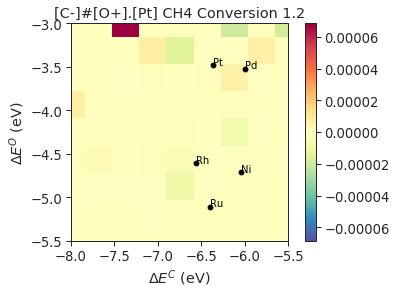 [C-]#[O+].[Pt] CH4 Conversion 1.2
−3.0
−3.5
−4.0
−4.5
−5.0
−5.5
ΔE^O (eV)
Pt
Pd
Rh
Ni
Ru
−8.0 −7.5 −7.0 −6.5 −6.0 −5.5
ΔE^C (eV)
0.00006
0.00004
0.00002
0.00000
−0.00002
−0.00004
−0.00006